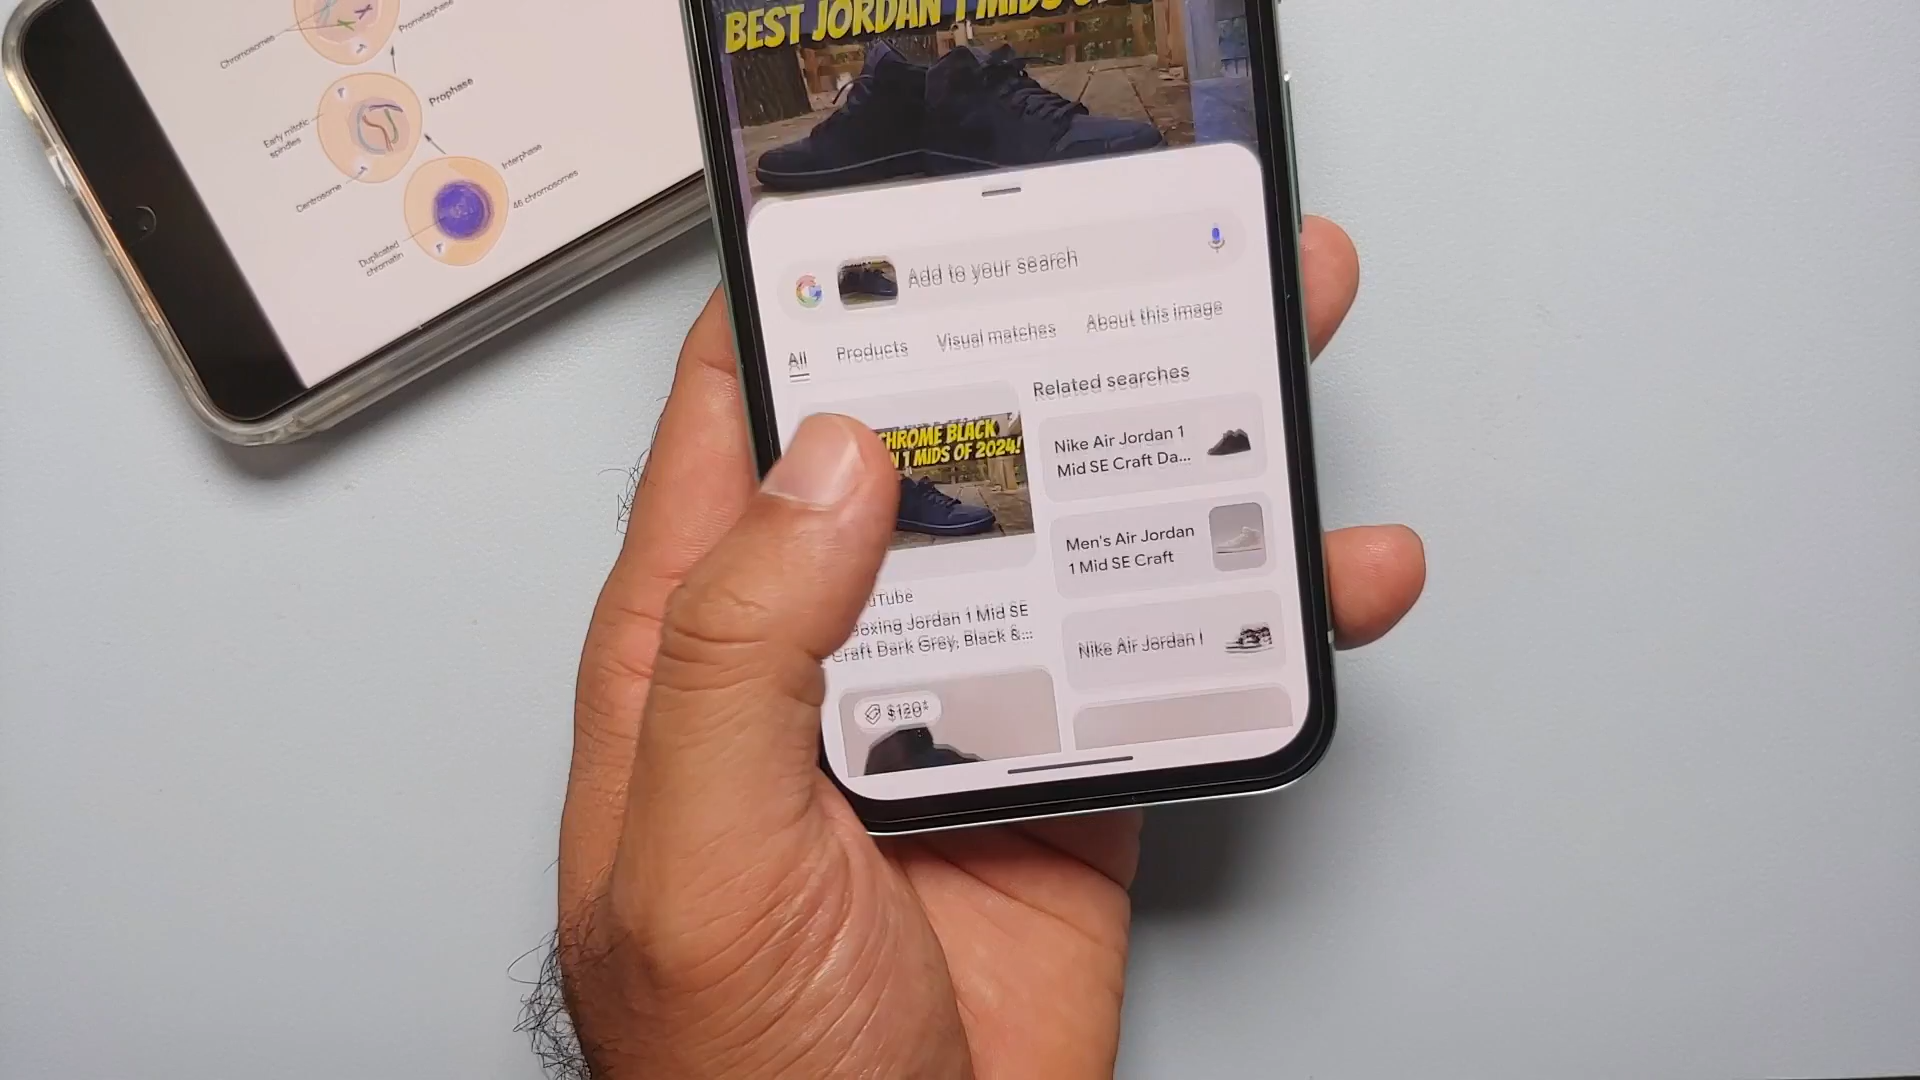 Chromosomes
Prometaphase
Prophase
Early mitotic
spindles
Centrosome
Interphase
46 chromosomes
Duplicated
chromatin
BEST JORDAN 1 MIDS
Add to your search
All
Products
Visual matches
About this image
HROME BLACK
N 1 MIDS OF 2024!
uTube
boxing Jordan 1 Mid SE
Craft Dark Grey, Black &...
$120*
Related searches
Nike Air Jordan 1
Mid SE Craft Da...
Men's Air Jordan
1 Mid SE Craft
Nike Air Jordan I